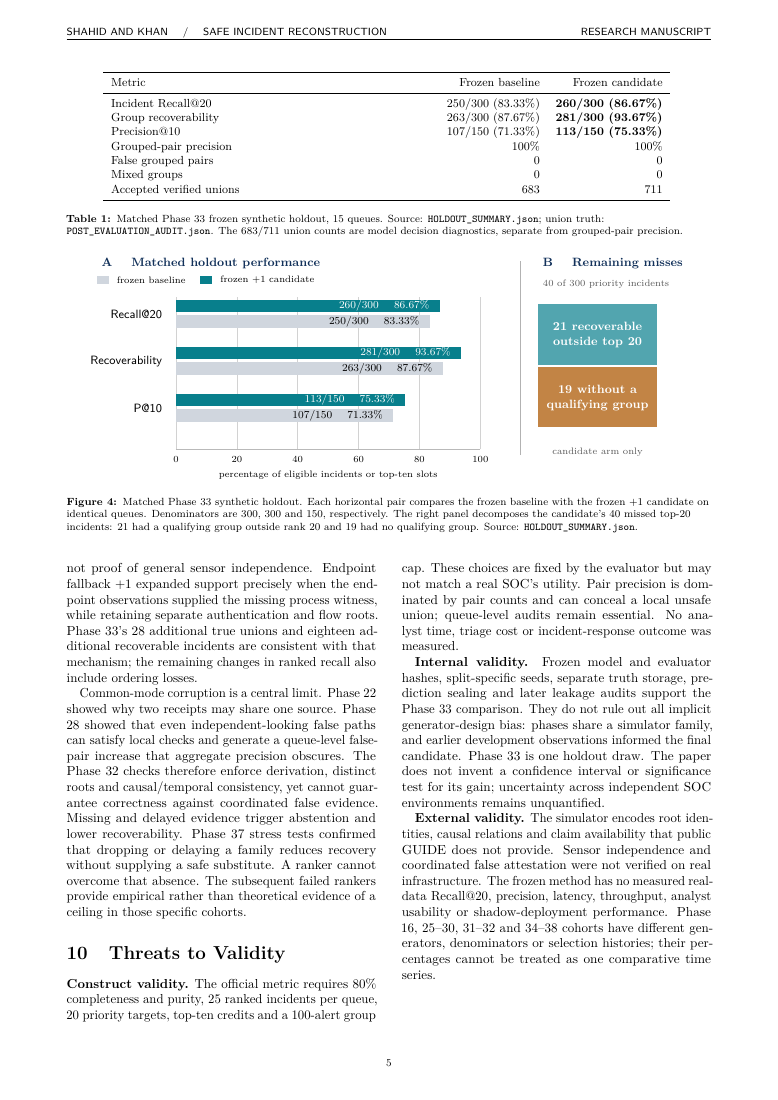 SHAHID AND KHAN / SAFE INCIDENT RECONSTRUCTION RESEARCH MANUSCRIPT
Metric Frozen baseline Frozen candidate
Incident Recall@20 250/300 (83.33%) 260/300 (86.67%)
Group recoverability 263/300 (87.67%) 281/300 (93.67%)
Precision@10 107/150 (71.33%) 113/150 (75.33%)
Grouped-pair precision 100% 100%
False grouped pairs 0 0
Mixed groups 0 0
Accepted verified unions 683 711
Table 1: Matched Phase 33 frozen synthetic holdout, 15 queues. Source: HOLDOUT_SUMMARY.json; union truth:
POST_EVALUATION_AUDIT.json. The 683/711 union counts are model decision diagnostics, separate from grouped-pair precision.
A Matched holdout performance
frozen baseline frozen +1 candidate
Recall@20
260/300 86.67%
250/300 83.33%
Recoverability
281/300 93.67%
263/300 87.67%
P@10
113/150 75.33%
107/150 71.33%
0 20 40 60 80 100
percentage of eligible incidents or top-ten slots
B Remaining misses
40 of 300 priority incidents
21 recoverable
outside top 20
19 without a
qualifying group
candidate arm only
Figure 4: Matched Phase 33 synthetic holdout. Each horizontal pair compares the frozen baseline with the frozen +1 candidate on
identical queues. Denominators are 300, 300 and 150, respectively. The right panel decomposes the candidate's 40 missed top-20
incidents: 21 had a qualifying group outside rank 20 and 19 had no qualifying group. Source: HOLDOUT_SUMMARY.json.
not proof of general sensor independence. Endpoint
fallback +1 expanded support precisely when the end-
point observations supplied the missing process witness,
while retaining separate authentication and flow roots.
Phase 33's 28 additional true unions and eighteen ad-
ditional recoverable incidents are consistent with that
mechanism; the remaining changes in ranked recall also
include ordering losses.
Common-mode corruption is a central limit. Phase 22
showed why two receipts may share one source. Phase
28 showed that even independent-looking false paths
can satisfy local checks and generate a queue-level false-
pair increase that aggregate precision obscures. The
Phase 32 checks therefore enforce derivation, distinct
roots and causal/temporal consistency, yet cannot guar-
antee correctness against coordinated false evidence.
Missing and delayed evidence trigger abstention and
lower recoverability. Phase 37 stress tests confirmed
that dropping or delaying a family reduces recovery
without supplying a safe substitute. A ranker cannot
overcome that absence. The subsequent failed rankers
provide empirical rather than theoretical evidence of a
ceiling in those specific cohorts.
10 Threats to Validity
Construct validity. The official metric requires 80%
completeness and purity, 25 ranked incidents per queue,
20 priority targets, top-ten credits and a 100-alert group
cap. These choices are fixed by the evaluator but may
not match a real SOC's utility. Pair precision is dom-
inated by pair counts and can conceal a local unsafe
union; queue-level audits remain essential. No ana-
lyst time, triage cost or incident-response outcome was
measured.
Internal validity. Frozen model and evaluator
hashes, split-specific seeds, separate truth storage, pre-
diction sealing and later leakage audits support the
Phase 33 comparison. They do not rule out all implicit
generator-design bias: phases share a simulator family,
and earlier development observations informed the final
candidate. Phase 33 is one holdout draw. The paper
does not invent a confidence interval or significance
test for its gain; uncertainty across independent SOC
environments remains unquantified.
External validity. The simulator encodes root iden-
tities, causal relations and claim availability that public
GUIDE does not provide. Sensor independence and
coordinated false attestation were not verified on real
infrastructure. The frozen method has no measured real-
data Recall@20, precision, latency, throughput, analyst
usability or shadow-deployment performance. Phase
16, 25–30, 31–32 and 34–38 cohorts have different gen-
erators, denominators or selection histories; their per-
centages cannot be treated as one comparative time
series.
5